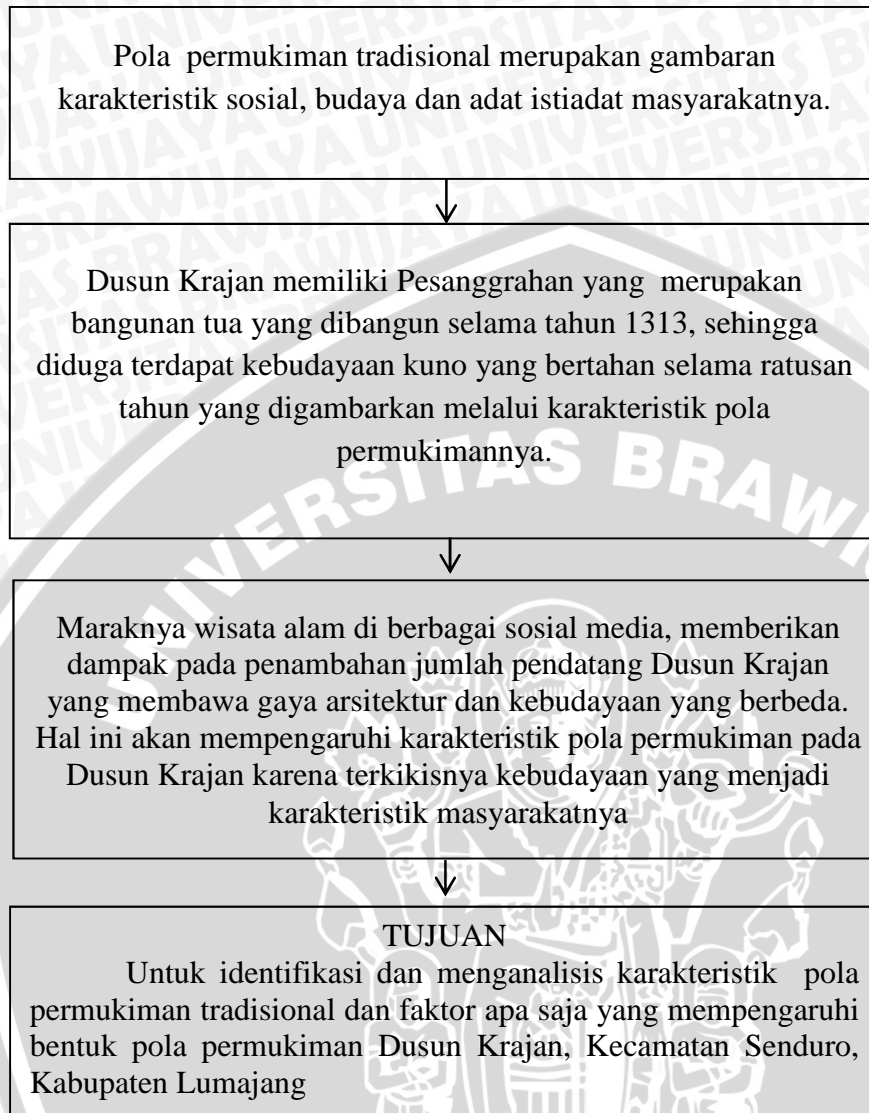 Pola permukiman tradisional merupakan gambaran
karakteristik sosial, budaya dan adat istiadat masyarakatnya.
Dusun Krajan memiliki Pesanggrahan yang merupakan
bangunan tua yang dibangun selama tahun 1313, sehingga
diduga terdapat kebudayaan kuno yang bertahan selama ratusan
tahun yang digambarkan melalui karakteristik pola
permukimannya.
Maraknya wisata alam di berbagai sosial media, memberikan
dampak pada penambahan jumlah pendatang Dusun Krajan
yang membawa gaya arsitektur dan kebudayaan yang berbeda.
Hal ini akan mempengaruhi karakteristik pola permukiman pada
Dusun Krajan karena terkikisnya kebudayaan yang menjadi
karakteristik masyarakatnya
TUJUAN
Untuk identifikasi dan menganalisis karakteristik pola
permukiman tradisional dan faktor apa saja yang mempengaruhi
bentuk pola permukiman Dusun Krajan, Kecamatan Senduro,
Kabupaten Lumajang